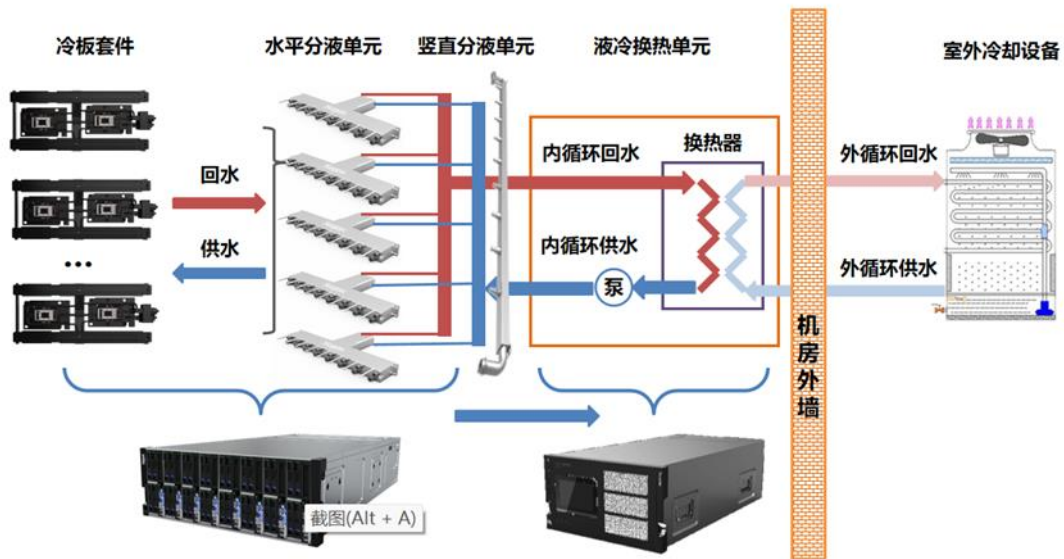 冷板套件
水平分液单元
竖直分液单元
液冷换热单元
室外冷却设备
回水
供水
...
内循环回水
换热器
内循环供水
泵
外循环回水
外循环供水
机房外墙
截图(Alt + A)